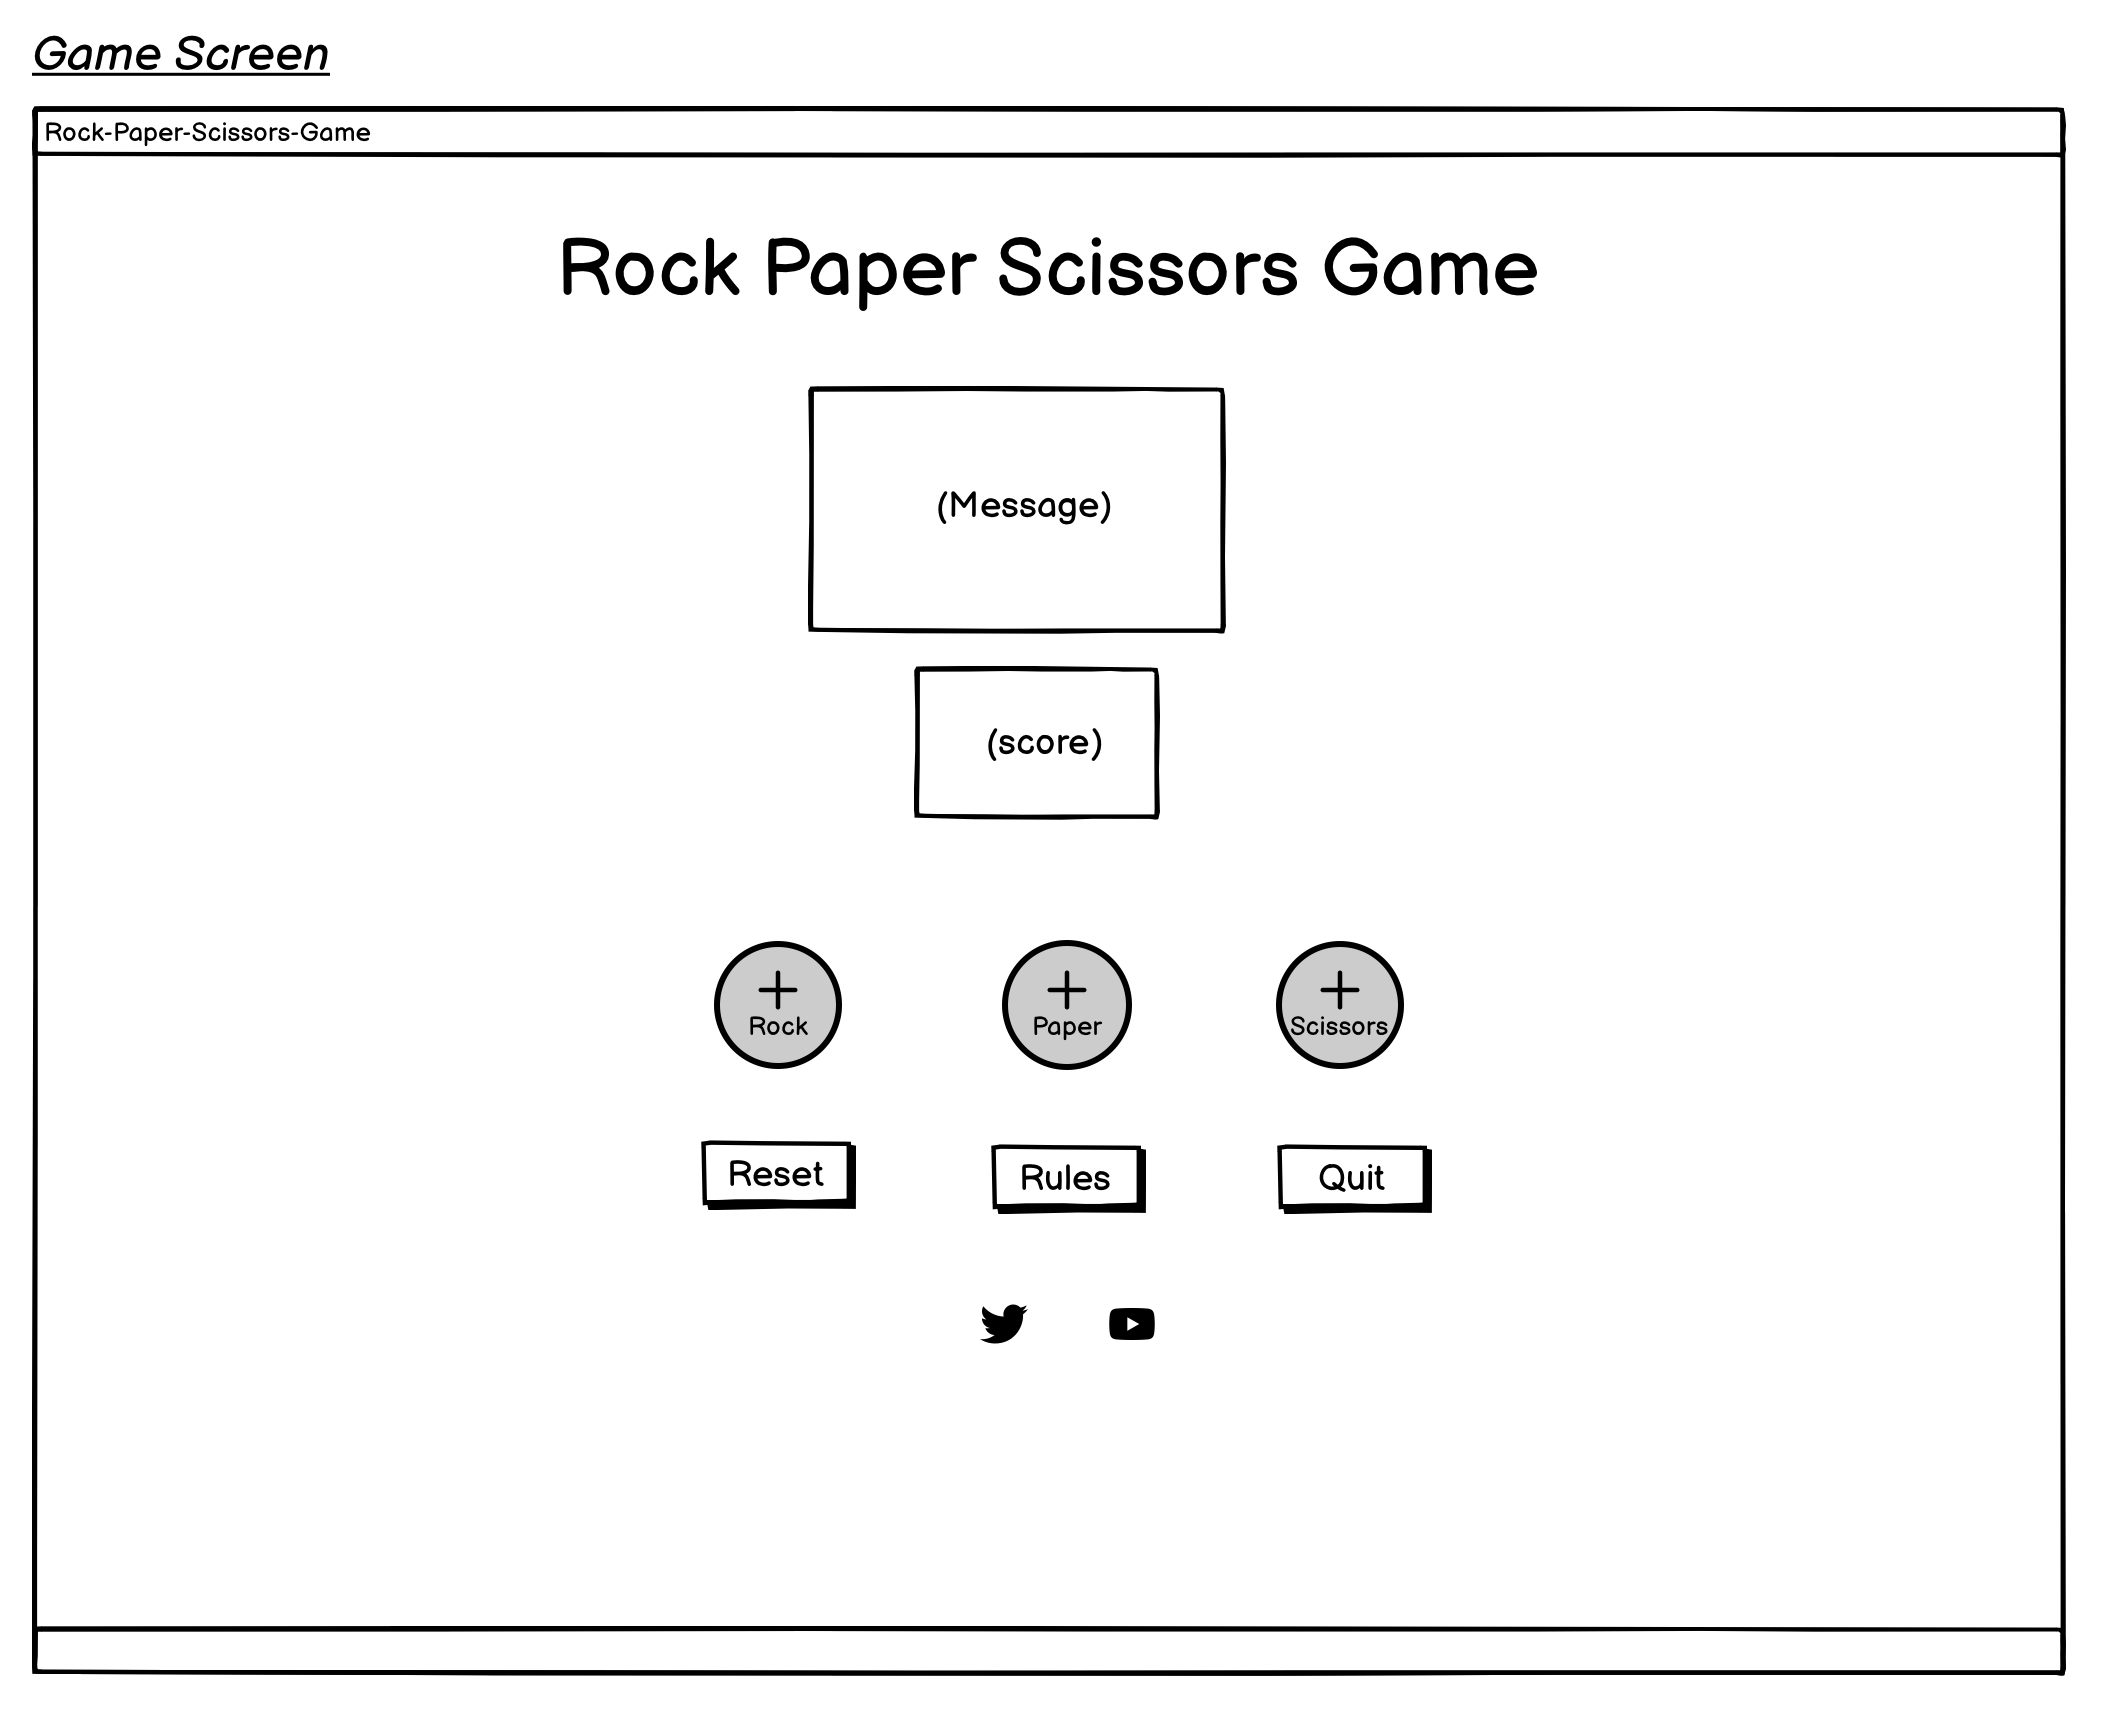 Game Screen
Rock-Paper-Scissors-Game
Rock Paper Scissors Game
(Message)
(score)
Rock Paper Scissors
Reset Rules Quit